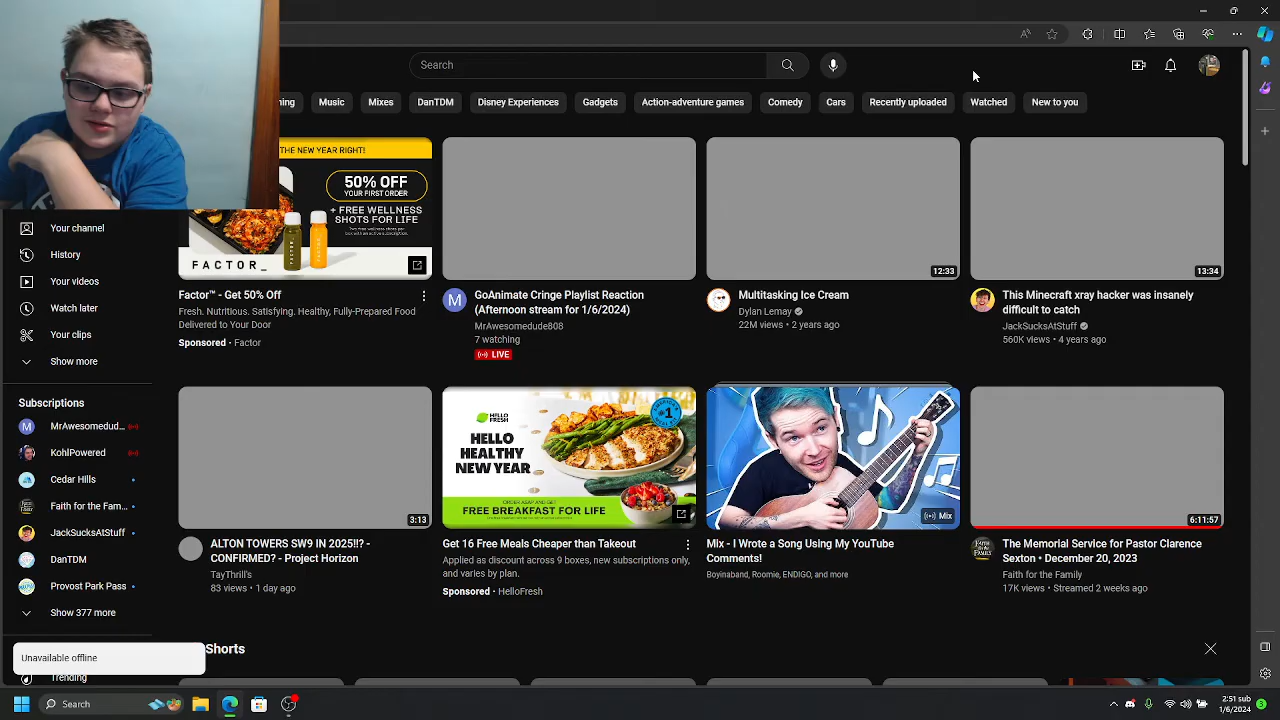 Search
ning
Music
Mixes
DanTDM
Disney Experiences
Gadgets
Action-adventure games
Comedy
Cars
Recently uploaded
Watched
New to you
THE NEW YEAR RIGHT!
50% OFF
YOUR FIRST ORDER
+ FREE WELLNESS
SHOTS FOR LIFE
FACTOR_
12:33
13:34
Factor™ - Get 50% Off
Fresh. Nutritious. Satisfying. Healthy, Fully-Prepared Food
Delivered to Your Door
Sponsored • Factor
M
GoAnimate Cringe Playlist Reaction
(Afternoon stream for 1/6/2024)
MrAwesomedude808
7 watching
LIVE
Multitasking Ice Cream
Dylan Lemay
22M views • 2 years ago
This Minecraft xray hacker was insanely
difficult to catch
JackSucksAtStuff
560K views • 4 years ago
Your channel
History
Your videos
Watch later
Your clips
Show more
Subscriptions
M
MrAwesomedud...
KohlPowered
Cedar Hills
Faith for the Fam...
JackSucksAtStuff
DanTDM
Provost Park Pass
Show 377 more
Trending
Unavailable offline
3:13
ALTON TOWERS SW9 IN 2025!!? -
CONFIRMED? - Project Horizon
TayThrill's
83 views • 1 day ago
HELLO
FRESH
HELLO
HEALTHY
NEW YEAR
#1
ORDER ASAP AND GET
FREE BREAKFAST FOR LIFE
Get 16 Free Meals Cheaper than Takeout
Applied as discount across 9 boxes, new subscriptions only,
and varies by plan.
Sponsored • HelloFresh
Mix
Mix - I Wrote a Song Using My YouTube
Comments!
Boyinaband, Roomie, ENDIGO, and more
6:11:57
The Memorial Service for Pastor Clarence
Sexton • December 20, 2023
Faith for the Family
17K views • Streamed 2 weeks ago
Shorts
Search
2:51 sub
1/6/2024
3